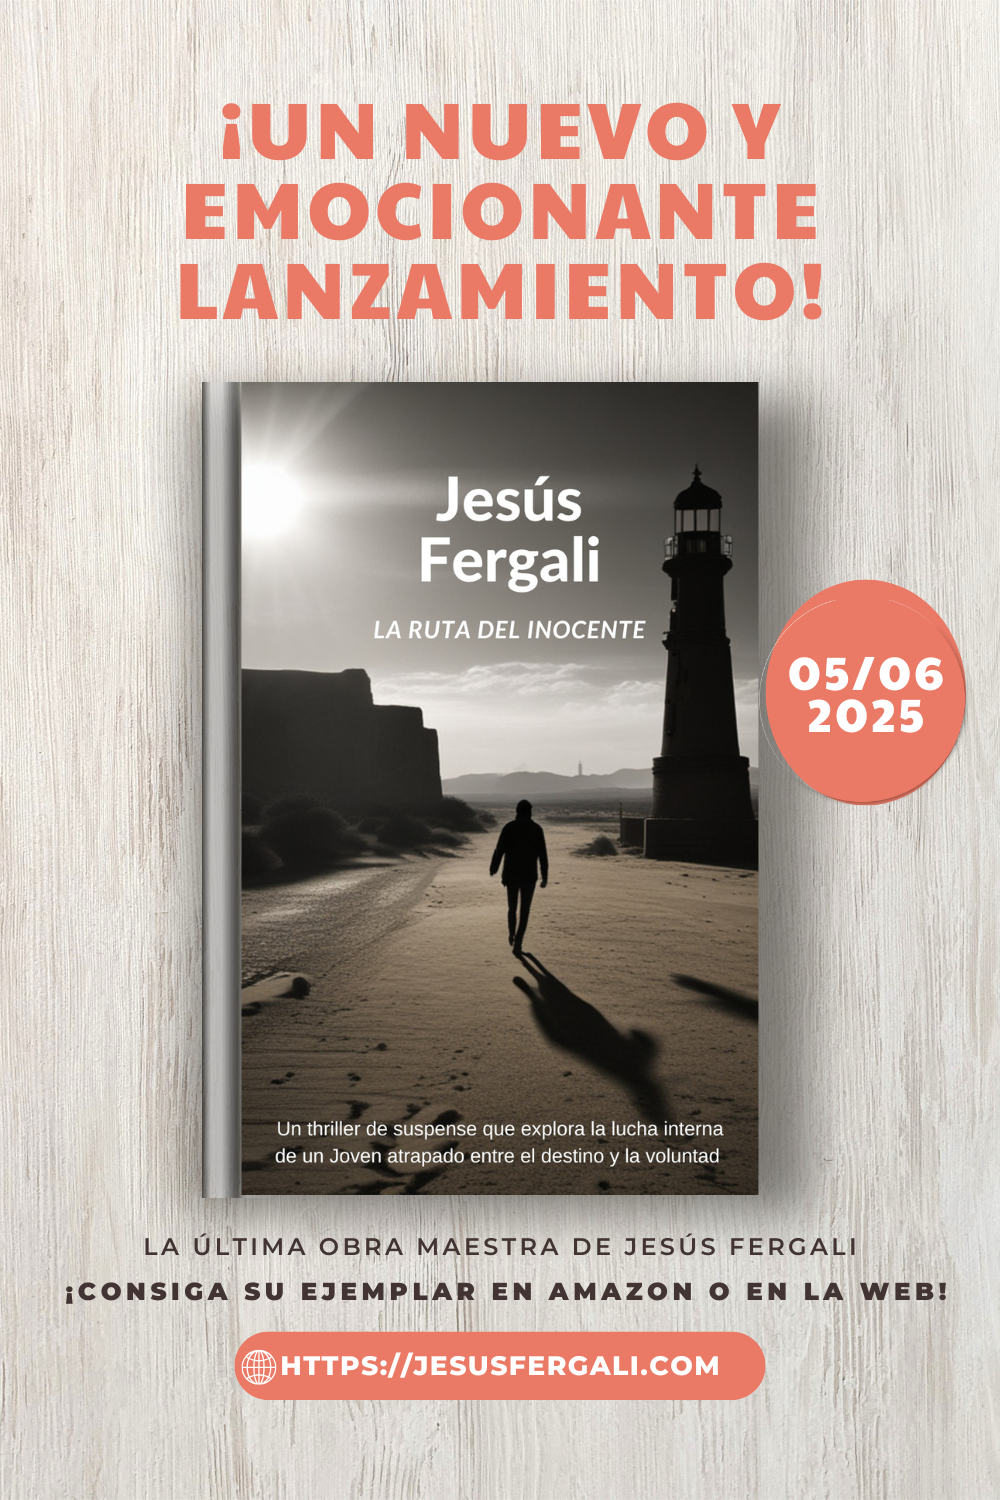 ¡UN NUEVO Y
EMOCIONANTE
LANZAMIENTO!
Jesús
Fergali
LA RUTA DEL INOCENTE
05/06
2025
Un thriller de suspense que explora la lucha interna
de un Joven atrapado entre el destino y la voluntad
LA ÚLTIMA OBRA MAESTRA DE JESÚS FERGALI
¡CONSIGA SU EJEMPLAR EN AMAZON O EN LA WEB!
HTTPS://JESUSFERGALI.COM